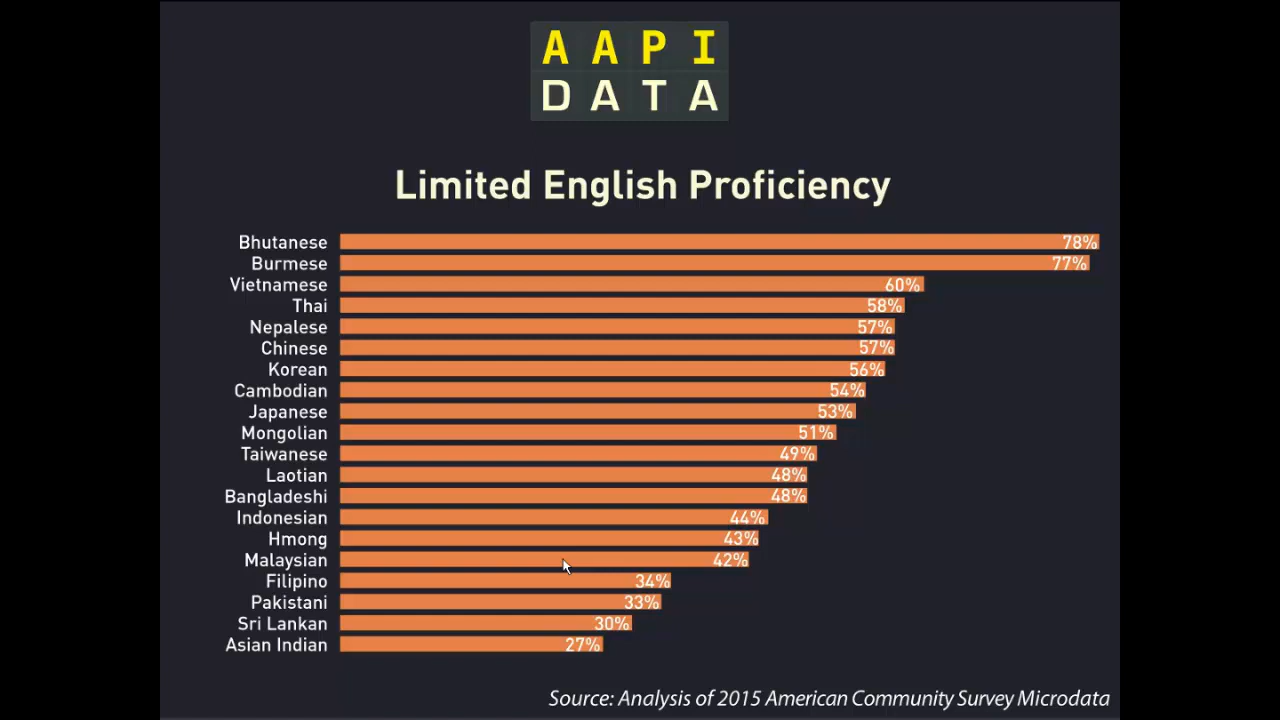 AAPI
DATA
Limited English Proficiency
Bhutanese 78%
Burmese 77%
Vietnamese 60%
Thai 58%
Nepalese 57%
Chinese 57%
Korean 56%
Cambodian 54%
Japanese 53%
Mongolian 51%
Taiwanese 49%
Laotian 48%
Bangladeshi 48%
Indonesian 44%
Hmong 43%
Malaysian 42%
Filipino 34%
Pakistani 33%
Sri Lankan 30%
Asian Indian 27%
Source: Analysis of 2015 American Community Survey Microdata